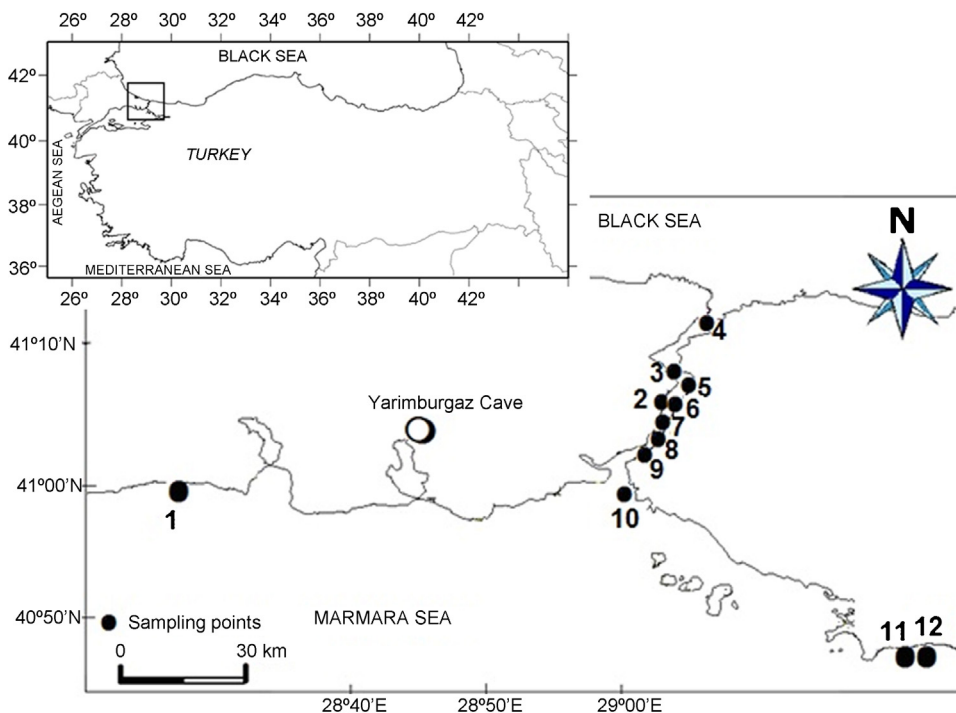 26º 28º 30º 32º 34º 36º 38º 40º 42º
BLACK SEA
42º
40º
38º
36º
AEGEAN SEA
TURKEY
MEDITERRANEAN SEA
26º 28º 30º 32º 34º 36º 38º 40º 42º
BLACK SEA
N
4
41º10’N
3
5
Yarimburgaz Cave
2
6
7
8
9
41º00’N
1
10
40º50’N
Sampling points
MARMARA SEA
11 12
0 30 km
28º40’E 28º50’E 29º00’E